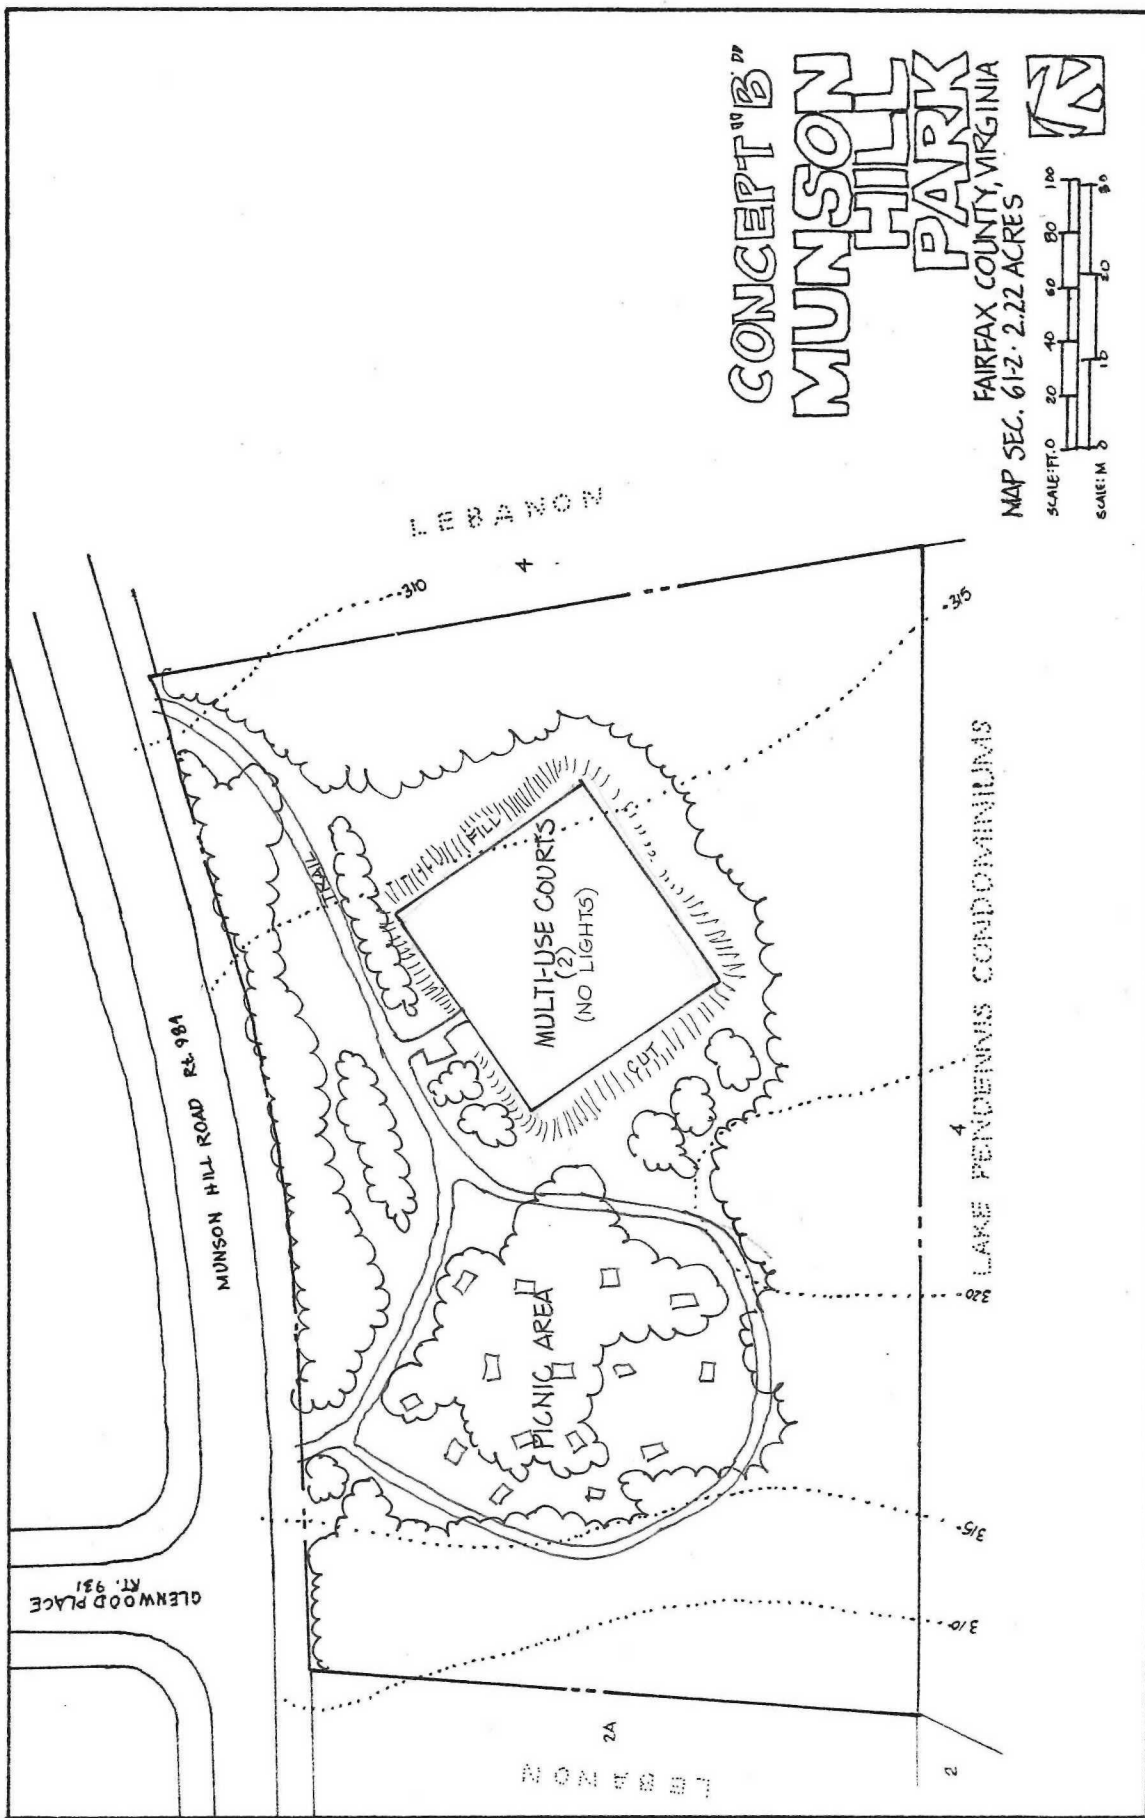 CONCEPT "B"
MUNSON
HILL
PARK
FAIRFAX COUNTY, VIRGINIA
MAP SEC. 61-2 · 2.22 ACRES
SCALE: FT. 0 20 40 60 80 100
SCALE: M 0 10 20 30
GLENWOOD PLACE
RT. 931
MUNSON HILL ROAD Rt. 984
LEBANON
4
310
315
TRAIL
FILL
MULTI-USE COURTS
(2)
(NO LIGHTS)
CUT
PICNIC AREA
4
LAKE PENDENNIS CONDOMINIUMS
320
315
310
LEBANON
2A
2